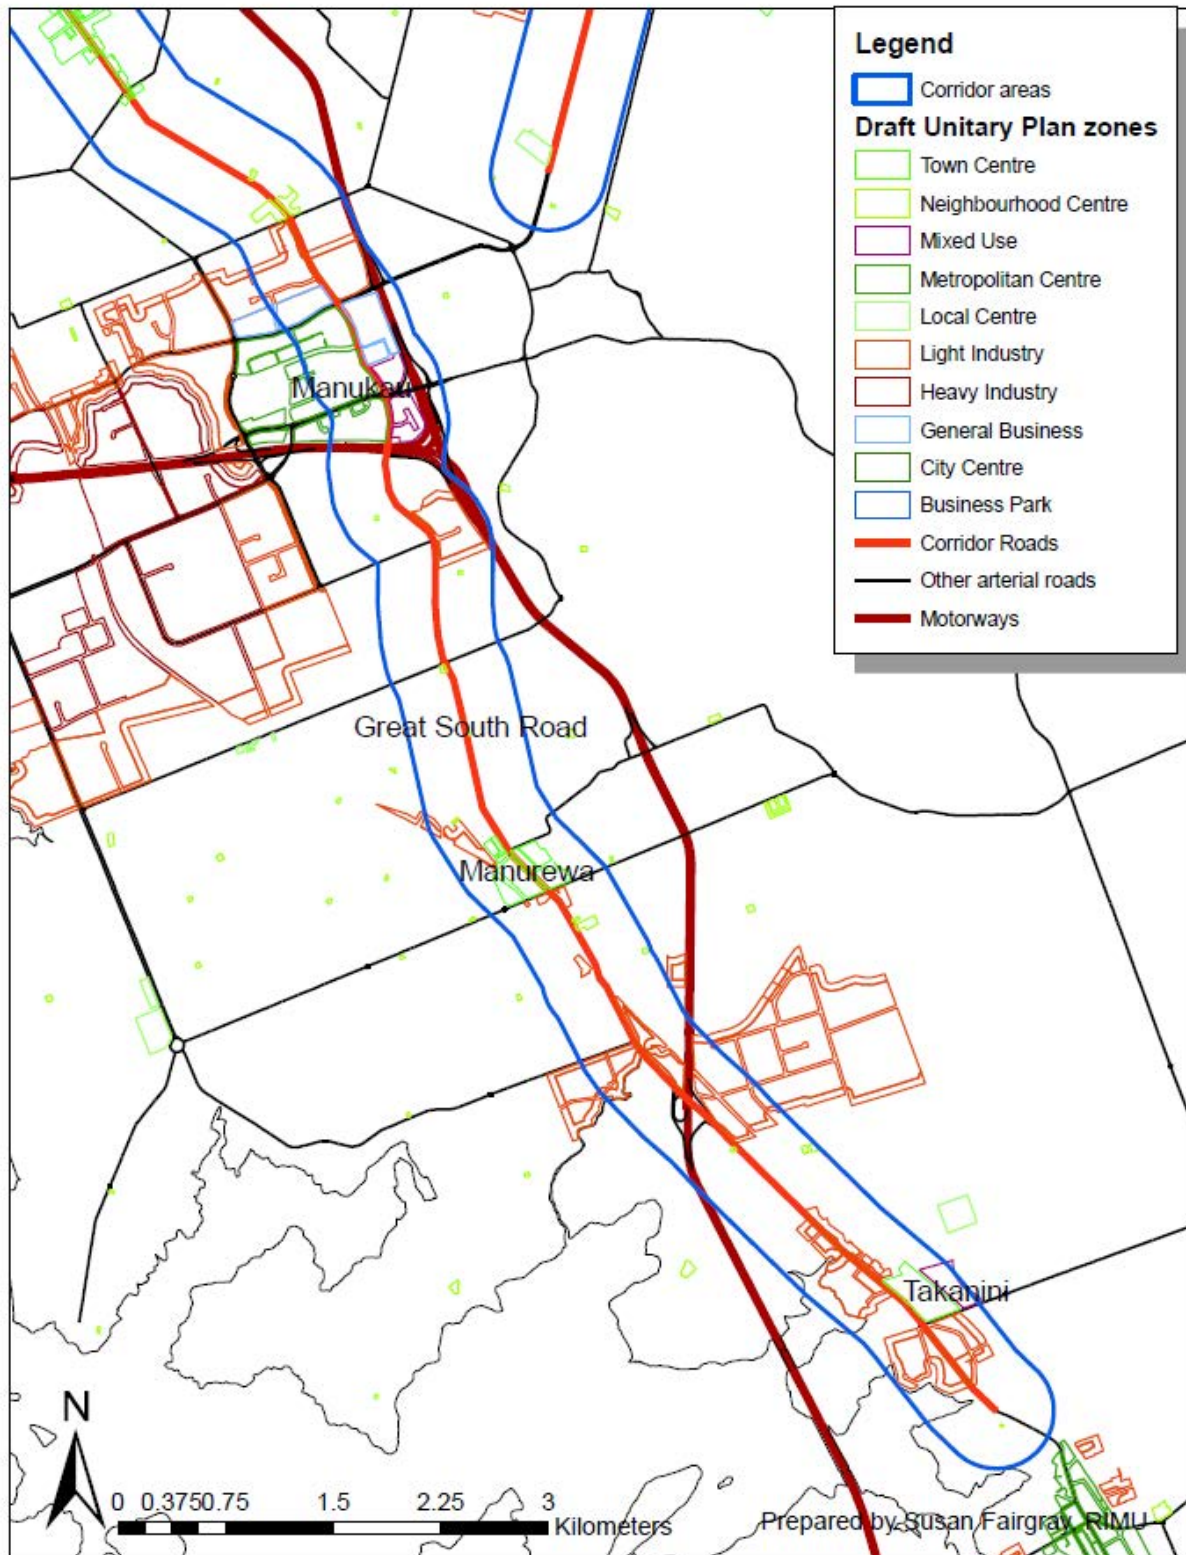 Legend
Corridor areas
Draft Unitary Plan zones
Town Centre
Neighbourhood Centre
Mixed Use
Metropolitan Centre
Local Centre
Light Industry
Heavy Industry
General Business
City Centre
Business Park
Corridor Roads
Other arterial roads
Motorways
Manukau
Great South Road
Manurewa
Takanini
N
0 0.375 0.75 1.5 2.25 3
Kilometers
Prepared by Susan Fairgray, RIMU